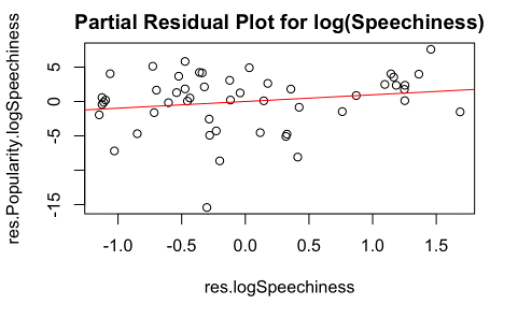 Partial Residual Plot for log(Speechiness)
res.Popularity.logSpeechiness
5
0
-5
-15
-1.0 -0.5 0.0 0.5 1.0 1.5
res.logSpeechiness